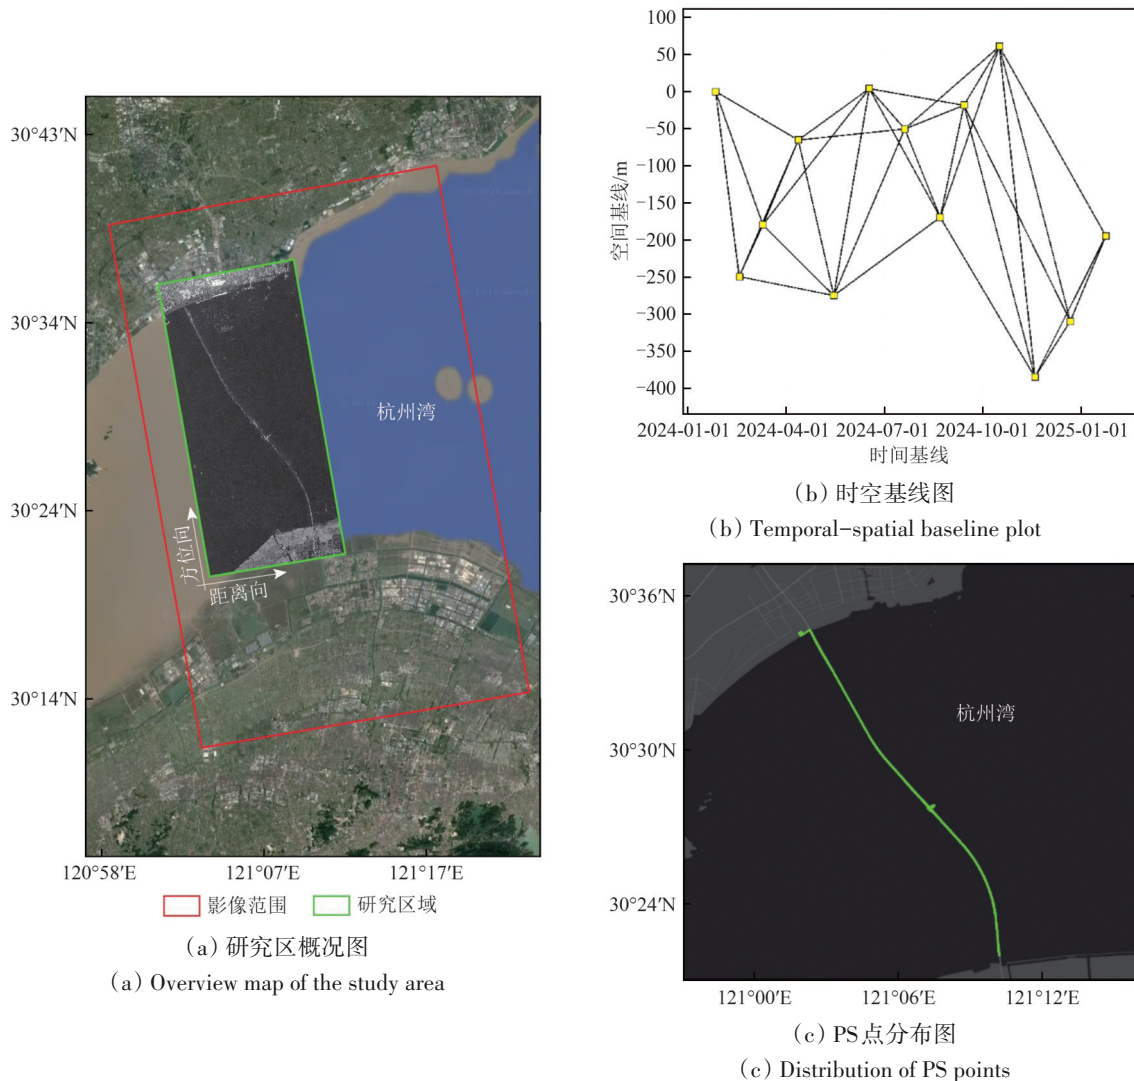 30°43′N
30°34′N
30°24′N
30°14′N
杭州湾
方位向
距离向
120°58′E
121°07′E
121°17′E
影像范围
研究区域
(a) 研究区概况图
(a) Overview map of the study area
100
50
0
-50
-100
-150
-200
-250
-300
-350
-400
空间基线/m
2024-01-01
2024-04-01
2024-07-01
2024-10-01
2025-01-01
时间基线
(b) 时空基线图
(b) Temporal-spatial baseline plot
30°36′N
30°30′N
30°24′N
杭州湾
121°00′E
121°06′E
121°12′E
(c) PS点分布图
(c) Distribution of PS points